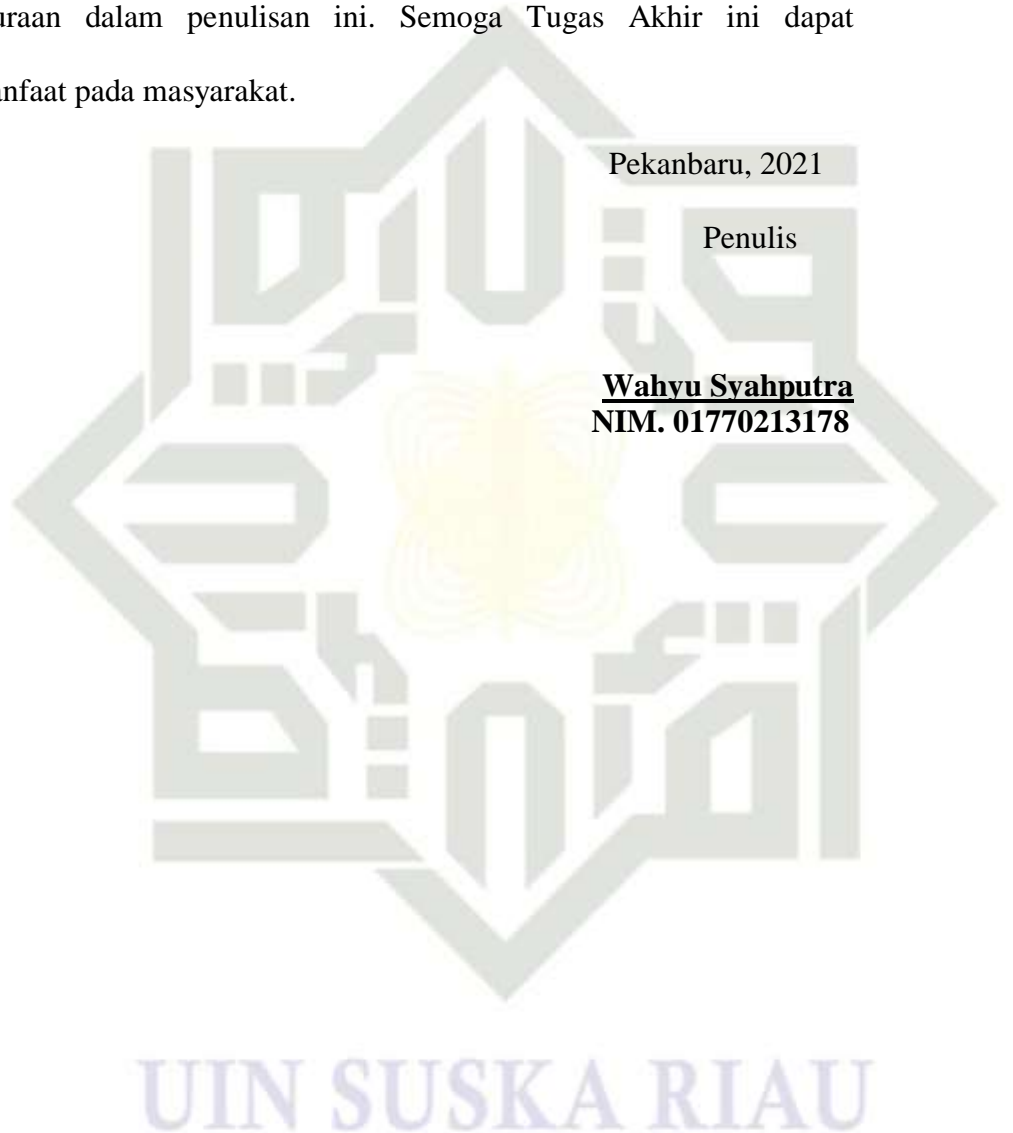 uraan dalam penulisan ini. Semoga Tugas Akhir ini dapat
anfaat pada masyarakat.
Pekanbaru, 2021
Penulis
Wahyu Syahputra
NIM. 01770213178
UIN SUSKA RIAU